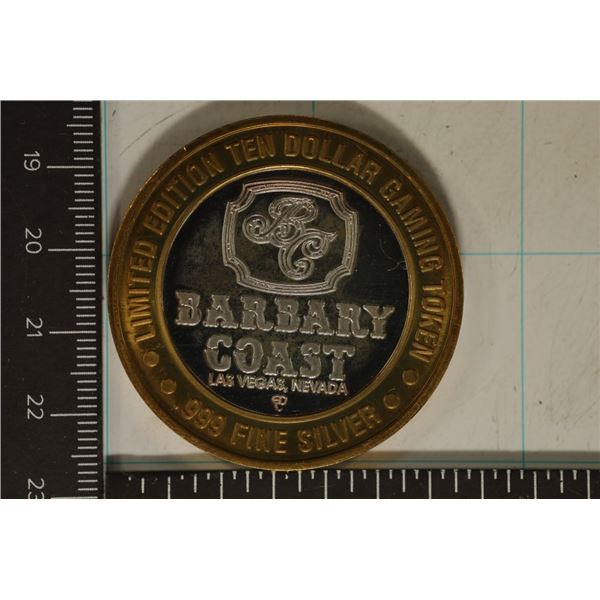 LIMITED EDITION TEN DOLLAR GAMING TOKEN
BC
BARBARY
COAST
LAS VEGAS, NEVADA
.999 FINE SILVER
19
20
21
22
23